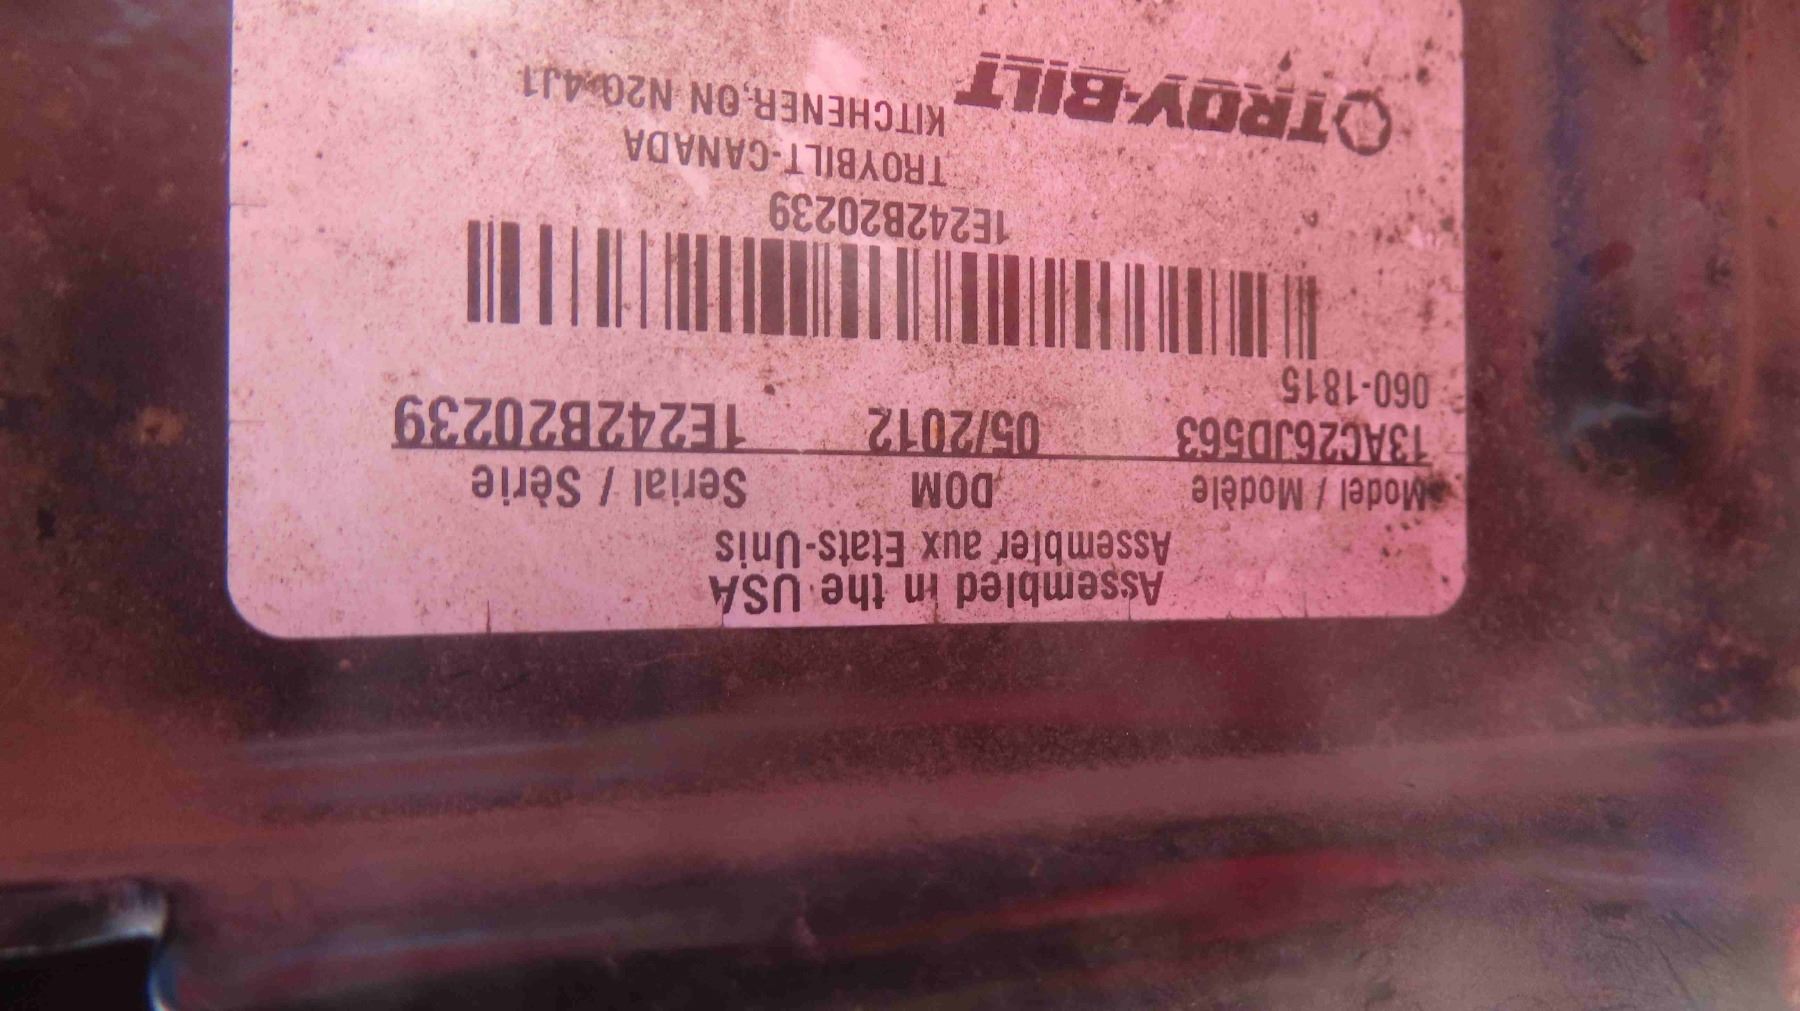 Assembled in the USA
Assembler aux Etats-Unis
Model / Modèle DOM Serial / Série
13AC26JD563 05/2012 1E242B20239
060-1815
1E242B20239
TROYBILT-CANADA
KITCHENER, ON N2G 4J1
TROY-BILT